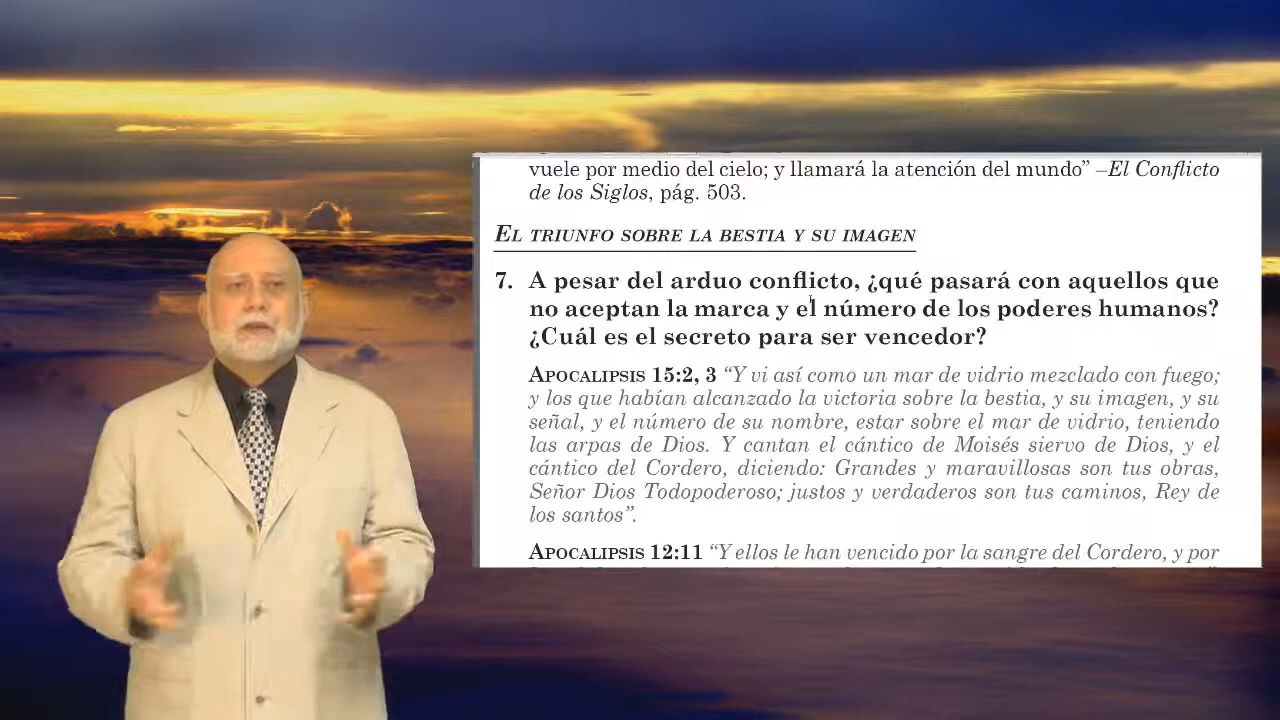 vuele por medio del cielo; y llamará la atención del mundo” –El Conflicto
de los Siglos, pág. 503.
EL TRIUNFO SOBRE LA BESTIA Y SU IMAGEN
7. A pesar del arduo conflicto, ¿qué pasará con aquellos que
no aceptan la marca y el número de los poderes humanos?
¿Cuál es el secreto para ser vencedor?
APOCALIPSIS 15:2, 3 “Y vi así como un mar de vidrio mezclado con fuego;
y los que habían alcanzado la victoria sobre la bestia, y su imagen, y su
señal, y el número de su nombre, estar sobre el mar de vidrio, teniendo
las arpas de Dios. Y cantan el cántico de Moisés siervo de Dios, y el
cántico del Cordero, diciendo: Grandes y maravillosas son tus obras,
Señor Dios Todopoderoso; justos y verdaderos son tus caminos, Rey de
los santos”.
APOCALIPSIS 12:11 “Y ellos le han vencido por la sangre del Cordero, y por